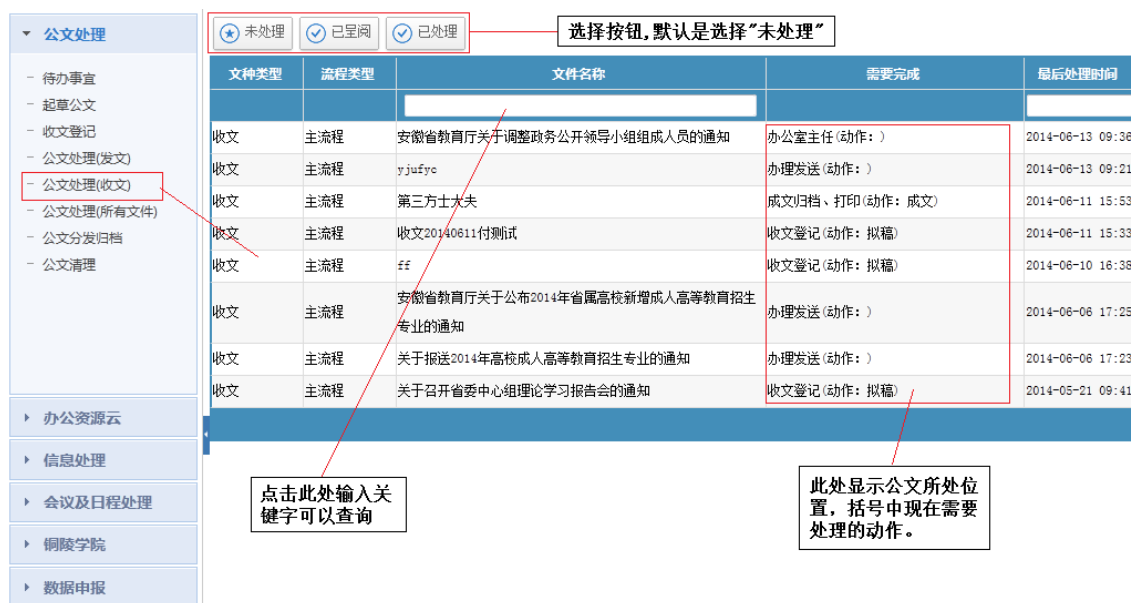 公文处理
待办事宜
起草公文
收文登记
公文处理(发文)
公文处理(收文)
公文处理(所有文件)
公文分发归档
公文清理
办公资源云
信息处理
会议及日程处理
铜陵学院
数据申报
未处理 已呈阅 已处理
选择按钮,默认是选择"未处理"
文种类型 流程类型 文件名称 需要完成 最后处理时间
收文 主流程 安徽省教育厅关于调整政务公开领导小组组成人员的通知 办公室主任(动作: ) 2014-06-13 09:36
收文 主流程 yjufyc 办理发送(动作: ) 2014-06-13 09:21
收文 主流程 第三方士大夫 成文归档、打印(动作: 成文) 2014-06-11 15:53
收文 主流程 收文20140611付测试 收文登记(动作: 拟稿) 2014-06-11 15:33
收文 主流程 ff 收文登记(动作: 拟稿) 2014-06-10 16:38
收文 主流程 安徽省教育厅关于公布2014年省属高校新增成人高等教育招生
专业的通知 办理发送(动作: ) 2014-06-06 17:25
收文 主流程 关于报送2014年高校成人高等教育招生专业的通知 办理发送(动作: ) 2014-06-06 17:23
收文 主流程 关于召开省委中心组理论学习报告会的通知 收文登记(动作: 拟稿) 2014-05-21 09:41
点击此处输入关
键字可以查询
此处显示公文所处位
置，括号中现在需要
处理的动作。